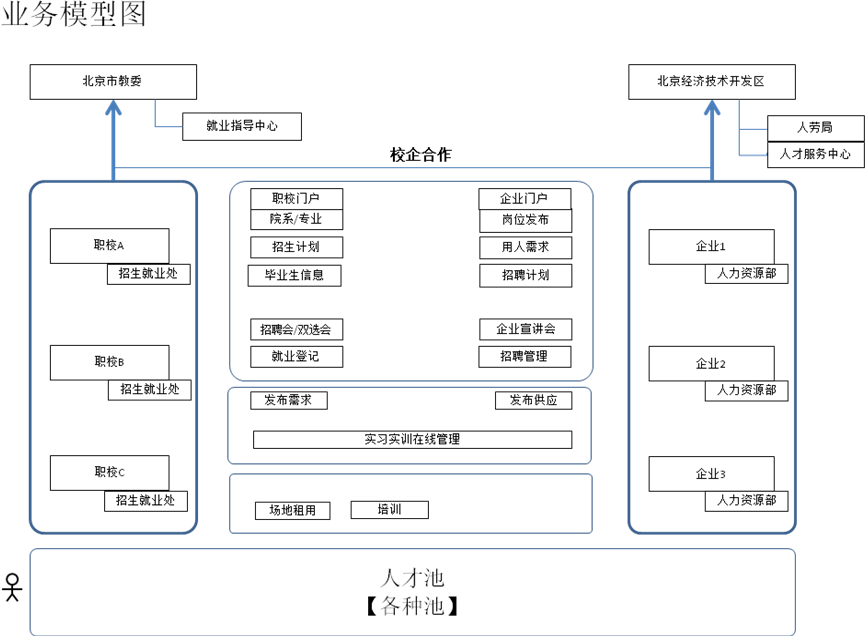 业务模型图
北京市教委
北京经济技术开发区
就业指导中心
人劳局
人才服务中心
校企合作
职校门户
企业门户
院系/专业
岗位发布
招生计划
用人需求
毕业生信息
招聘计划
招聘会/双选会
企业宣讲会
就业登记
招聘管理
职校A
招生就业处
职校B
招生就业处
职校C
招生就业处
企业1
人力资源部
企业2
人力资源部
企业3
人力资源部
发布需求
发布供应
实习实训在线管理
场地租用
培训
人才池
【各种池】